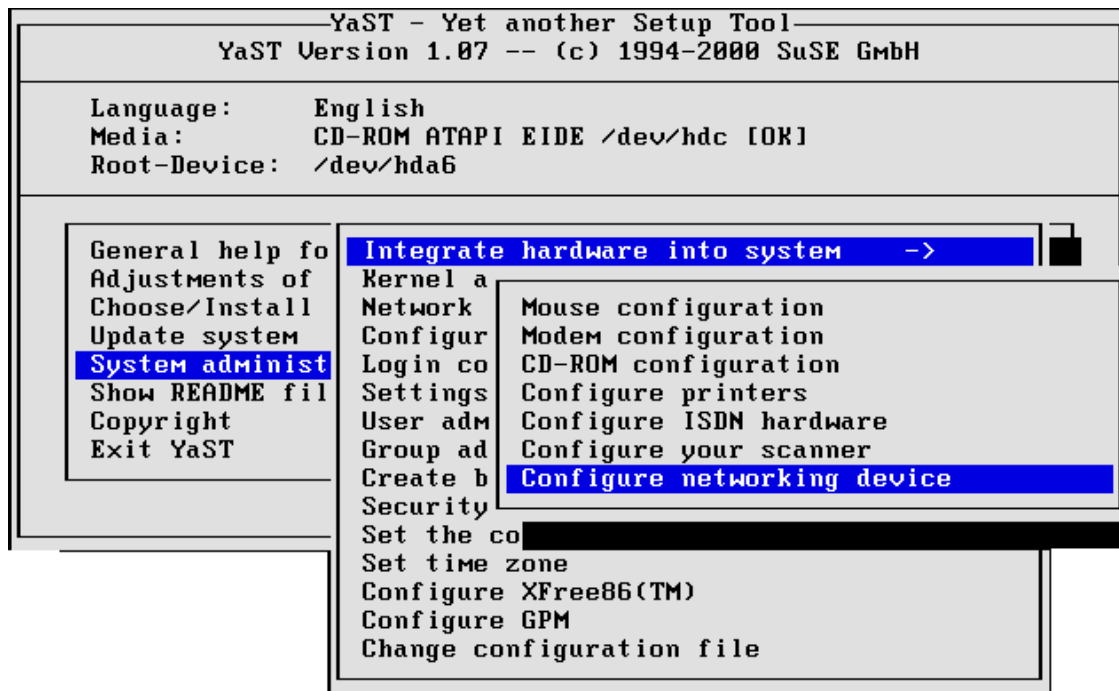 YaST - Yet another Setup Tool
YaST Version 1.07 -- (c) 1994-2000 SuSE GmbH
Language: English
Media: CD-ROM ATAPI EIDE /dev/hdc [OK]
Root-Device: /dev/hda6
General help fo
Adjustments of
Choose/Install
Update system
System administ
Show README fil
Copyright
Exit YaST
Integrate hardware into system ->
Kernel a
Network
Configur
Login co
Settings
User adm
Group ad
Create b
Security
Set the co
Set time zone
Configure XFree86(TM)
Configure GPM
Change configuration file
Mouse configuration
Modem configuration
CD-ROM configuration
Configure printers
Configure ISDN hardware
Configure your scanner
Configure networking device